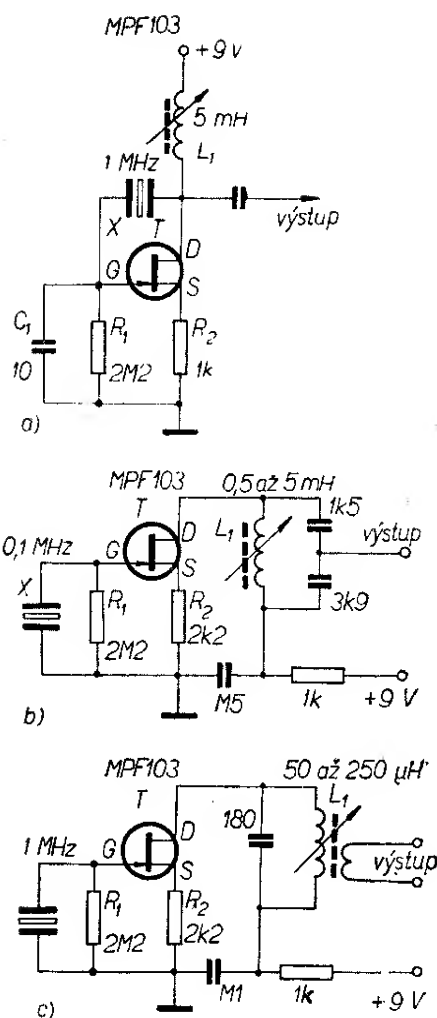 MPF103
+9V
5 mH
L1
1 MHz
X
T
D
výstup
G
S
C1
10
R1
2M2
R2
1k
a)
MPF103
T
0,5 až 5 mH
1k5
L1
D
výstup
0,1 MHz
G
S
X
R1
2M2
R2
2k2
3k9
M5
1k
+9 V
b)
MPF103
T
50 až 250 µH
L1
D
180
1 MHz
G
S
výstup
R1
2M2
R2
2k2
M1
1k
+9 V
c)